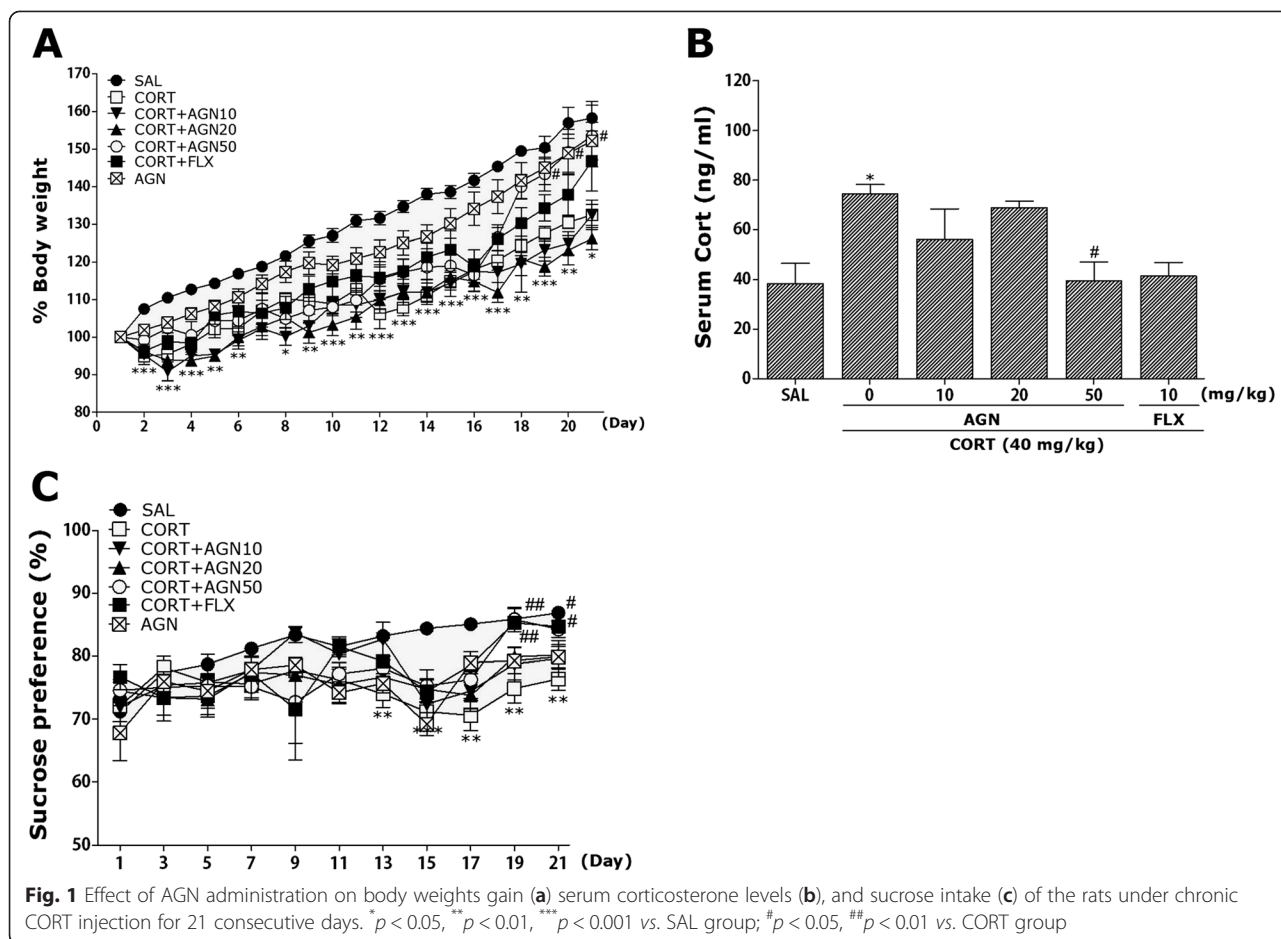 A
170
160
150
140
130
120
110
100
90
80
% Body weight
SAL
CORT
CORT+AGN10
CORT+AGN20
CORT+AGN50
CORT+FLX
AGN
#
#
#
***
***
***
**
**
*
**
***
**
***
***
***
***
***
***
**
***
**
*
0 2 4 6 8 10 12 14 16 18 20 (Day)
B
120
100
80
60
40
20
0
Serum Cort (ng/ml)
*
#
SAL 0 10 20 50 10 (mg/kg)
AGN FLX
CORT (40 mg/kg)
C
100
90
80
70
60
50
Sucrose preference (%)
SAL
CORT
CORT+AGN10
CORT+AGN20
CORT+AGN50
CORT+FLX
AGN
## #
## #
** ** ** **
1 3 5 7 9 11 13 15 17 19 21 (Day)
Fig. 1 Effect of AGN administration on body weights gain (a) serum corticosterone levels (b), and sucrose intake (c) of the rats under chronic
CORT injection for 21 consecutive days. *p < 0.05, **p < 0.01, ***p < 0.001 vs. SAL group; #p < 0.05, ##p < 0.01 vs. CORT group